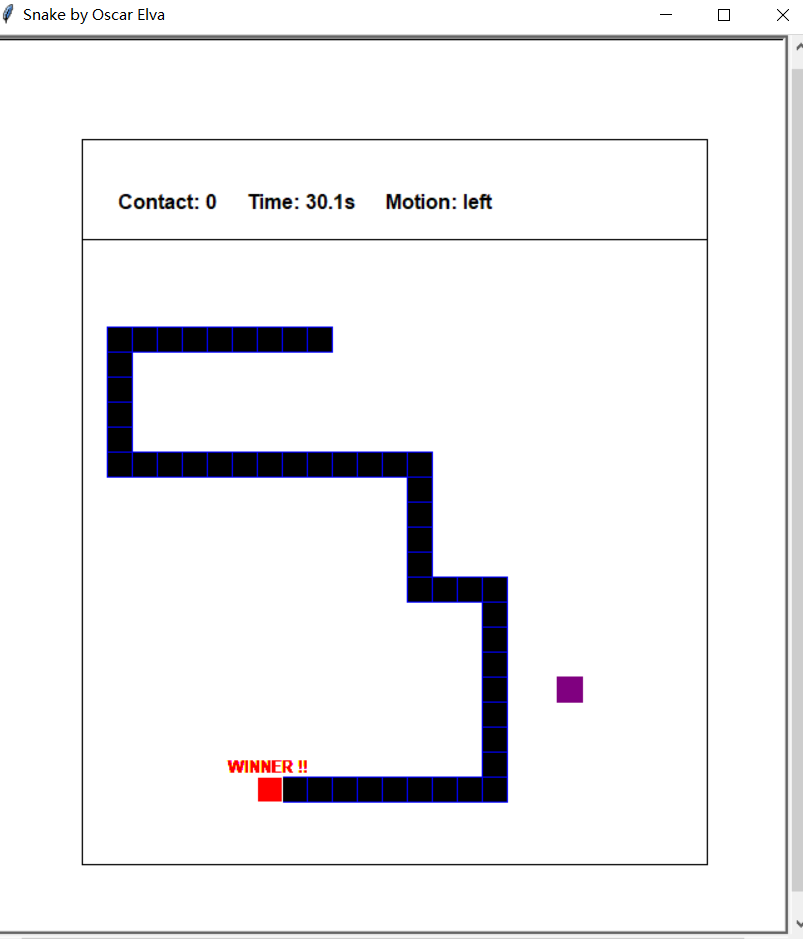 Snake by Oscar Elva
Contact: 0 Time: 30.1s Motion: left
WINNER !!